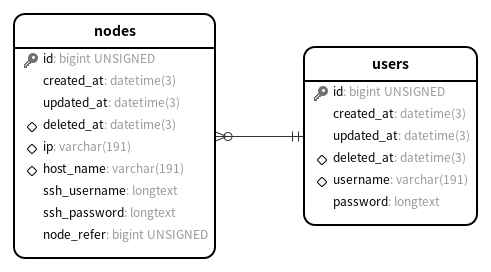 nodes
id: bigint UNSIGNED
created_at: datetime(3)
updated_at: datetime(3)
deleted_at: datetime(3)
ip: varchar(191)
host_name: varchar(191)
ssh_username: longtext
ssh_password: longtext
node_refer: bigint UNSIGNED
users
id: bigint UNSIGNED
created_at: datetime(3)
updated_at: datetime(3)
deleted_at: datetime(3)
username: varchar(191)
password: longtext